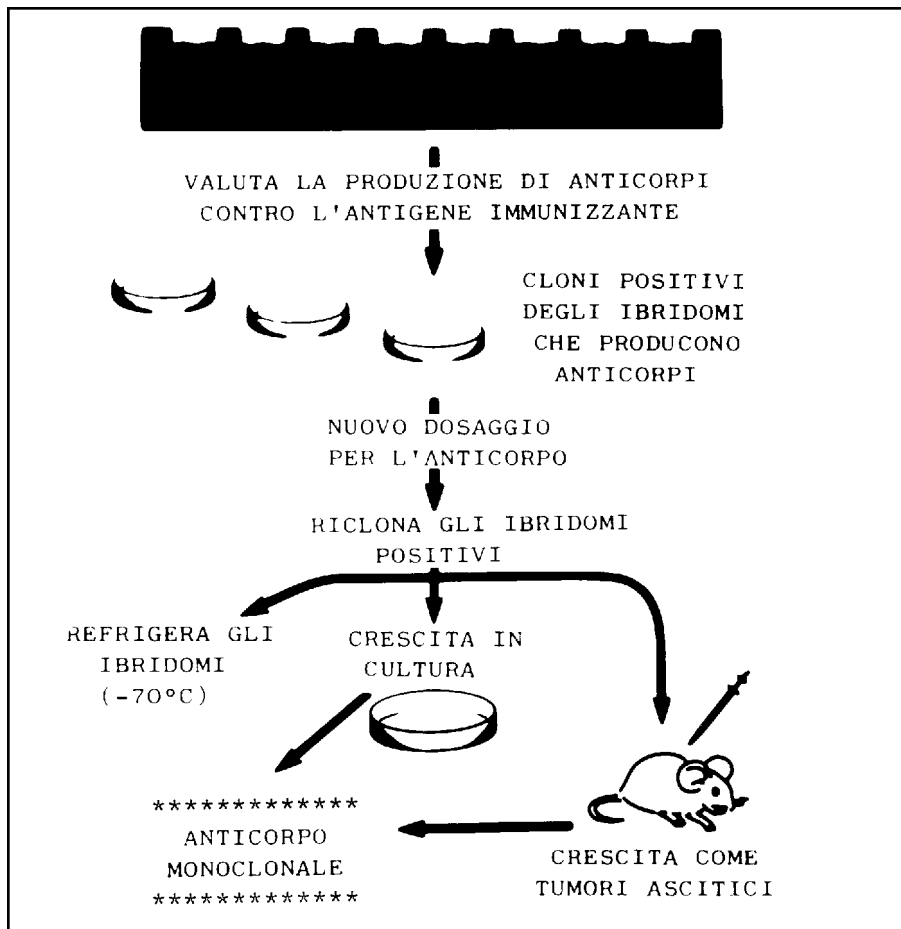 VALUTA LA PRODUZIONE DI ANTICORPI
CONTRO L'ANTIGENE IMMUNIZZANTE
CLONI POSITIVI
DEGLI IBRIDOMI
CHE PRODUCONO
ANTICORPI
NUOVO DOSAGGIO
PER L'ANTICORPO
RICLONA GLI IBRIDOMI
POSITIVI
REFRIGERA GLI
IBRIDOMI
(-70°C)
CRESCITA IN
CULTURA
*************
ANTICORPO
MONOCLONALE
*************
CRESCITA COME
TUMORI ASCITICI